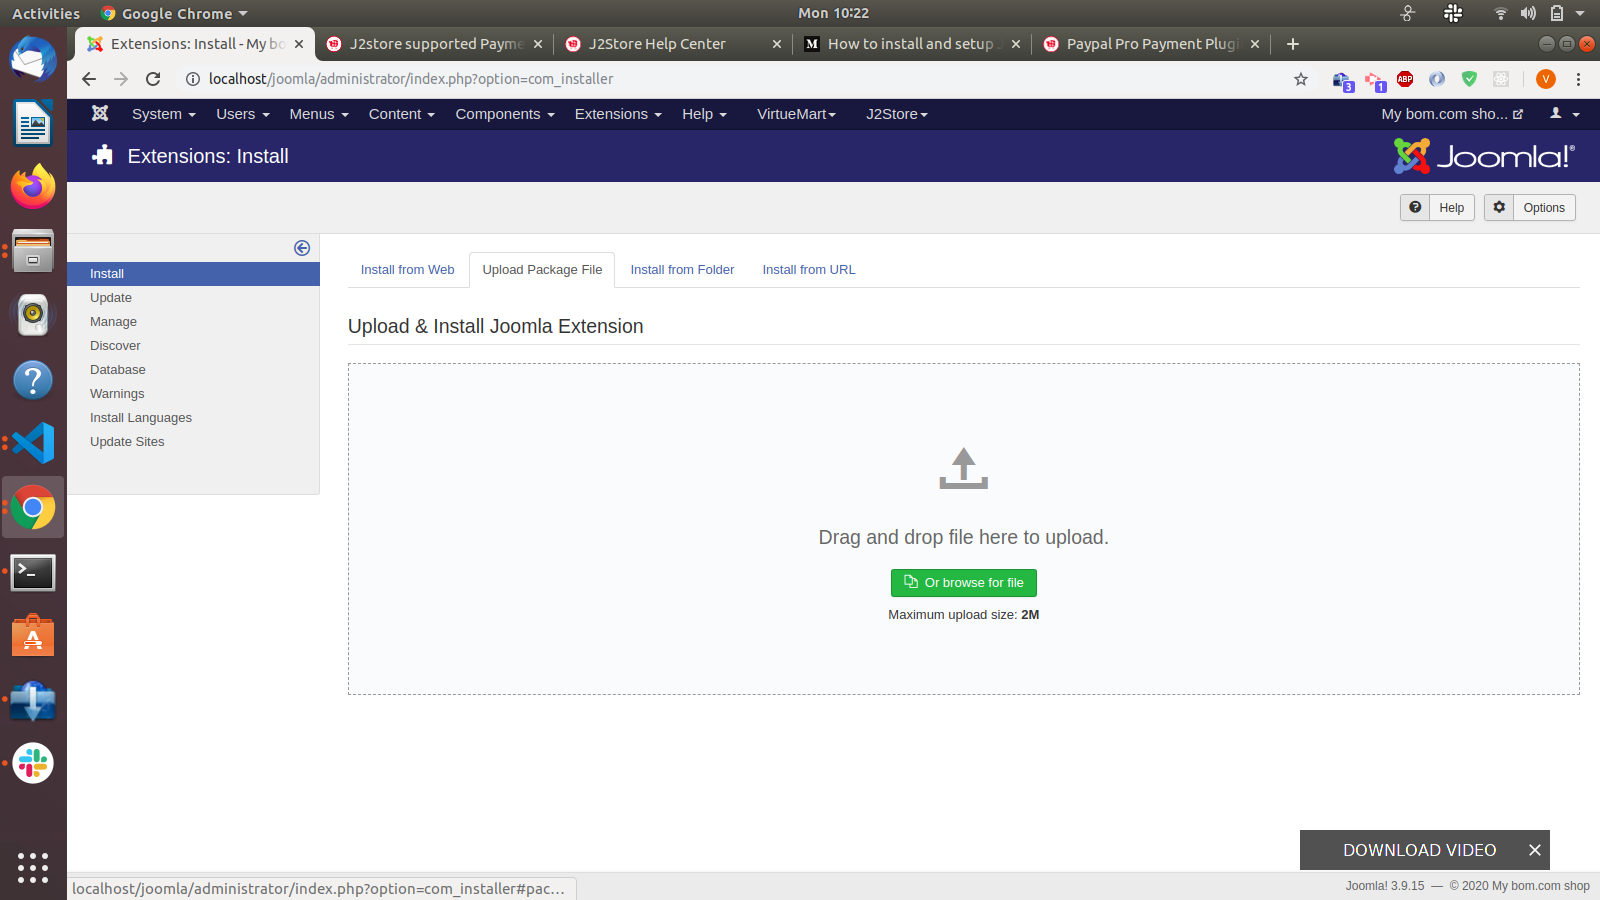 Activities Google Chrome Mon 10:22
Extensions: Install - My bo J2store supported Payme J2Store Help Center How to install and setup J Paypal Pro Payment Plugi
localhost/joomla/administrator/index.php?option=com_installer 3 1 ABP V
System Users Menus Content Components Extensions Help VirtueMart J2Store My bom.com sho...
Extensions: Install Joomla!®
Help Options
Install
Update
Manage
Discover
Database
Warnings
Install Languages
Update Sites
Install from Web Upload Package File Install from Folder Install from URL
Upload & Install Joomla Extension
Drag and drop file here to upload.
Or browse for file
Maximum upload size: 2M
DOWNLOAD VIDEO
localhost/joomla/administrator/index.php?option=com_installer#pac…
Joomla! 3.9.15 — © 2020 My bom.com shop